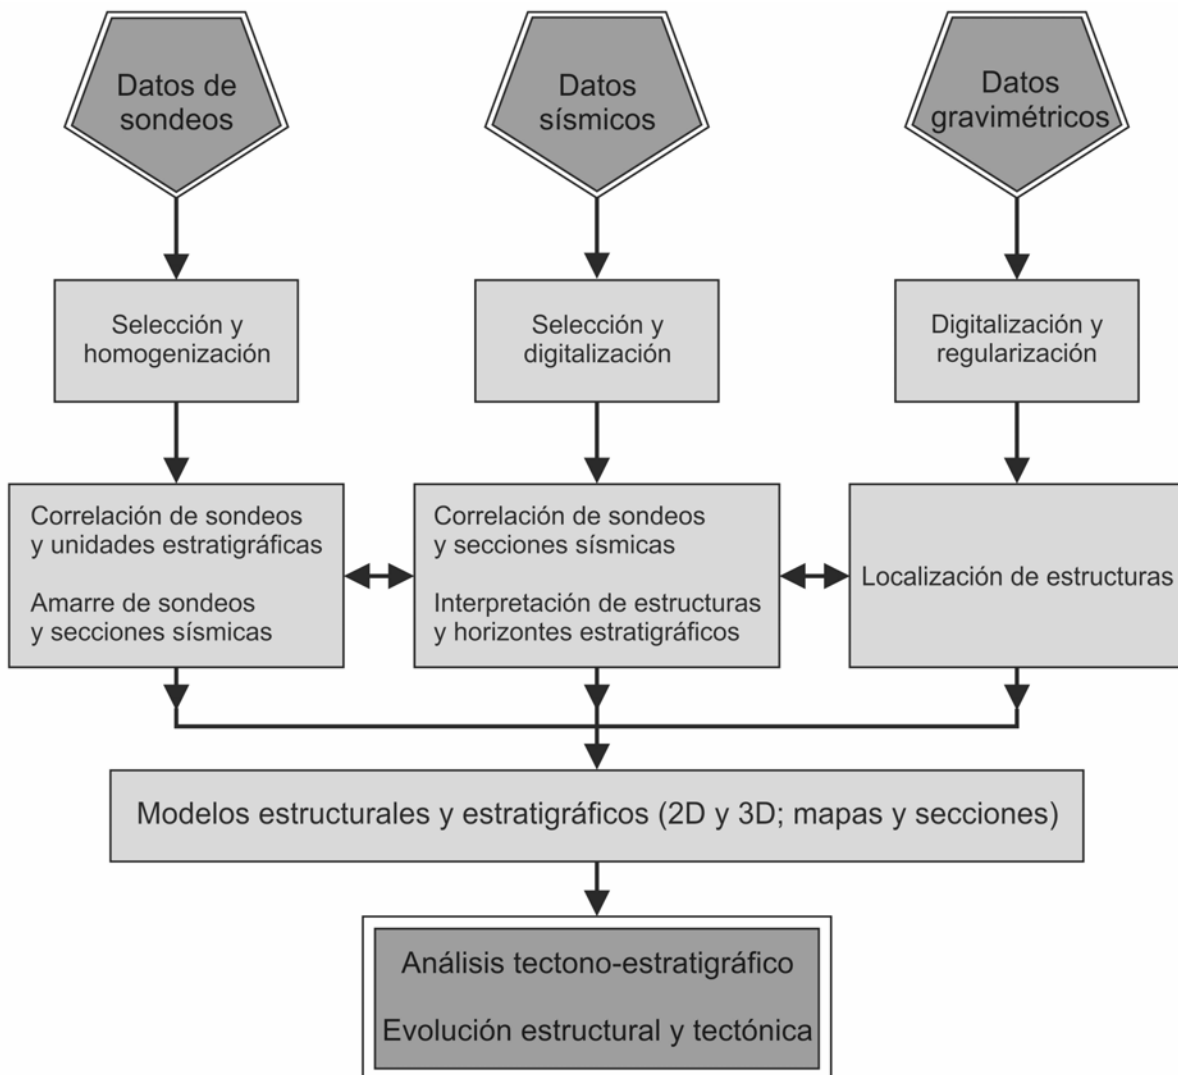 Datos de
sondeos
Datos
sísmicos
Datos
gravimétricos
Selección y
homogenización
Selección y
digitalización
Digitalización y
regularización
Correlación de sondeos
y unidades estratigráficas
Amarre de sondeos
y secciones sísmicas
Correlación de sondeos
y secciones sísmicas
Interpretación de estructuras
y horizontes estratigráficos
Localización de estructuras
Modelos estructurales y estratigráficos (2D y 3D; mapas y secciones)
Análisis tectono-estratigráfico
Evolución estructural y tectónica